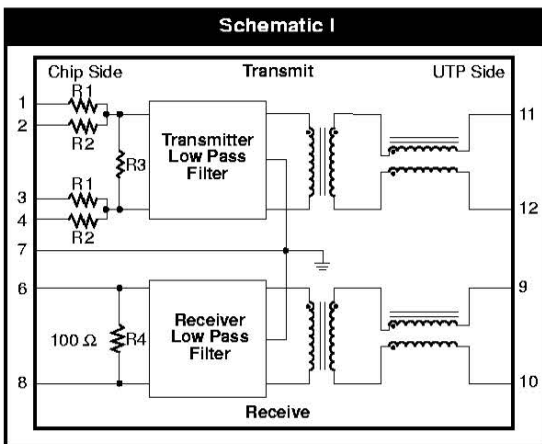 Schematic I
Chip Side
Transmit
UTP Side
1
R1
2
R2
R3
Transmitter
Low Pass
Filter
11
3
R1
4
R2
12
7
6
9
100 Ω
R4
Receiver
Low Pass
Filter
8
10
Receive